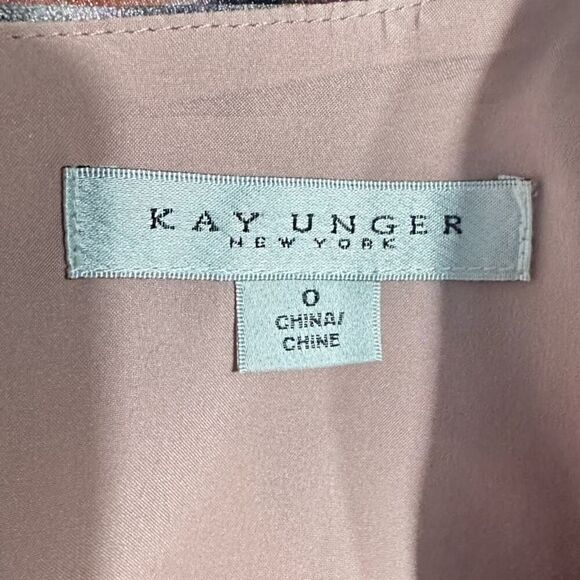 KAY UNGER
NEW YORK
0
CHINA/
CHINE